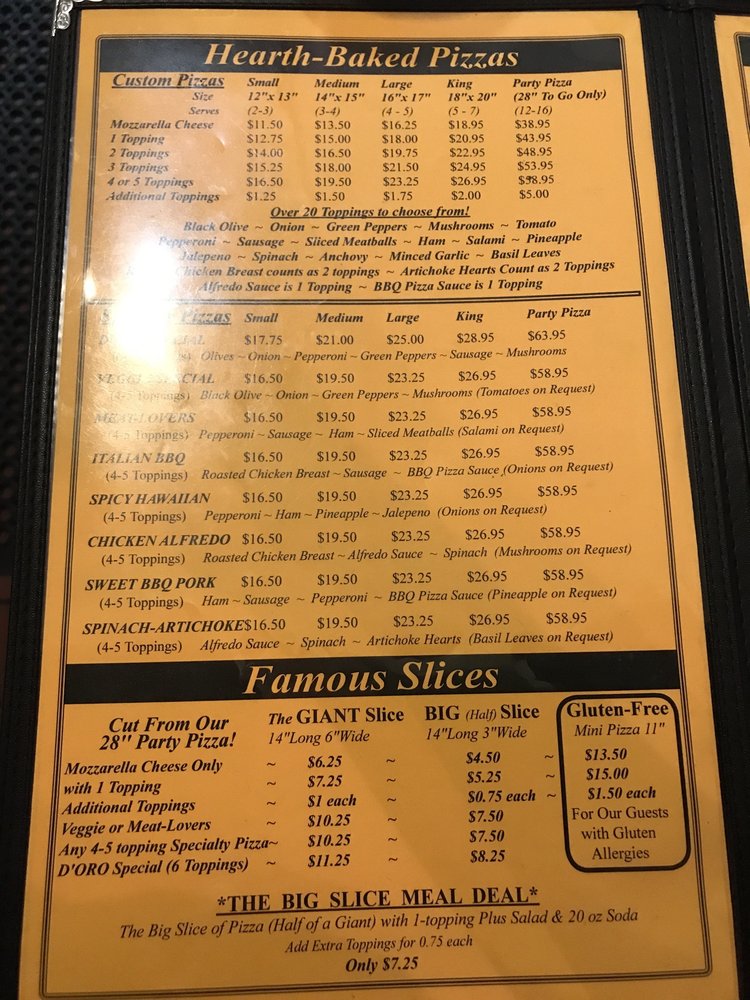 Hearth-Baked Pizzas
Custom Pizzas Small Medium Large King Party Pizza
Size 12"x 13" 14"x 15" 16"x 17" 18"x 20" (28" To Go Only)
Serves (2-3) (3-4) (4 - 5) (5 - 7) (12-16)
Mozzarella Cheese $11.50 $13.50 $16.25 $18.95 $38.95
1 Topping $12.75 $15.00 $18.00 $20.95 $43.95
2 Toppings $14.00 $16.50 $19.75 $22.95 $48.95
3 Toppings $15.25 $18.00 $21.50 $24.95 $53.95
4 or 5 Toppings $16.50 $19.50 $23.25 $26.95 $58.95
Additional Toppings $1.25 $1.50 $1.75 $2.00 $5.00
Over 20 Toppings to choose from!
Black Olive ~ Onion ~ Green Peppers ~ Mushrooms ~ Tomato
Pepperoni ~ Sausage ~ Sliced Meatballs ~ Ham ~ Salami ~ Pineapple
Jalepeno ~ Spinach ~ Anchovy ~ Minced Garlic ~ Basil Leaves
Chicken Breast counts as 2 toppings ~ Artichoke Hearts Count as 2 Toppings
Alfredo Sauce is 1 Topping ~ BBQ Pizza Sauce is 1 Topping
Pizzas Small Medium Large King Party Pizza
$17.75 $21.00 $25.00 $28.95 $63.95
Olives ~ Onion ~ Pepperoni ~ Green Peppers ~ Sausage ~ Mushrooms
VEGGIE SPECIAL $16.50 $19.50 $23.25 $26.95 $58.95
(4-5 Toppings) Black Olive ~ Onion ~ Green Peppers ~ Mushrooms (Tomatoes on Request)
MEAT-LOVERS $16.50 $19.50 $23.25 $26.95 $58.95
(4-5 Toppings) Pepperoni ~ Sausage ~ Ham ~ Sliced Meatballs (Salami on Request)
ITALIAN BBQ $16.50 $19.50 $23.25 $26.95 $58.95
(4-5 Toppings) Roasted Chicken Breast ~ Sausage ~ BBQ Pizza Sauce (Onions on Request)
SPICY HAWAIIAN $16.50 $19.50 $23.25 $26.95 $58.95
(4-5 Toppings) Pepperoni ~ Ham ~ Pineapple ~ Jalepeno (Onions on Request)
CHICKEN ALFREDO $16.50 $19.50 $23.25 $26.95 $58.95
(4-5 Toppings) Roasted Chicken Breast ~ Alfredo Sauce ~ Spinach (Mushrooms on Request)
SWEET BBQ PORK $16.50 $19.50 $23.25 $26.95 $58.95
(4-5 Toppings) Ham ~ Sausage ~ Pepperoni ~ BBQ Pizza Sauce (Pineapple on Request)
SPINACH-ARTICHOKE $16.50 $19.50 $23.25 $26.95 $58.95
(4-5 Toppings) Alfredo Sauce ~ Spinach ~ Artichoke Hearts (Basil Leaves on Request)
Famous Slices
Cut From Our The GIANT Slice BIG (Half) Slice Gluten-Free
28" Party Pizza! 14"Long 6"Wide 14"Long 3"Wide Mini Pizza 11"
Mozzarella Cheese Only ~ $6.25 ~ $4.50 ~ $13.50
with 1 Topping ~ $7.25 ~ $5.25 ~ $15.00
Additional Toppings ~ $1 each ~ $0.75 each ~ $1.50 each
Veggie or Meat-Lovers ~ $10.25 ~ $7.50 For Our Guests
Any 4-5 topping Specialty Pizza~ $10.25 ~ $7.50 with Gluten
D'ORO Special (6 Toppings) ~ $11.25 ~ $8.25 Allergies
*THE BIG SLICE MEAL DEAL*
The Big Slice of Pizza (Half of a Giant) with 1-topping Plus Salad & 20 oz Soda
Add Extra Toppings for 0.75 each
Only $7.25